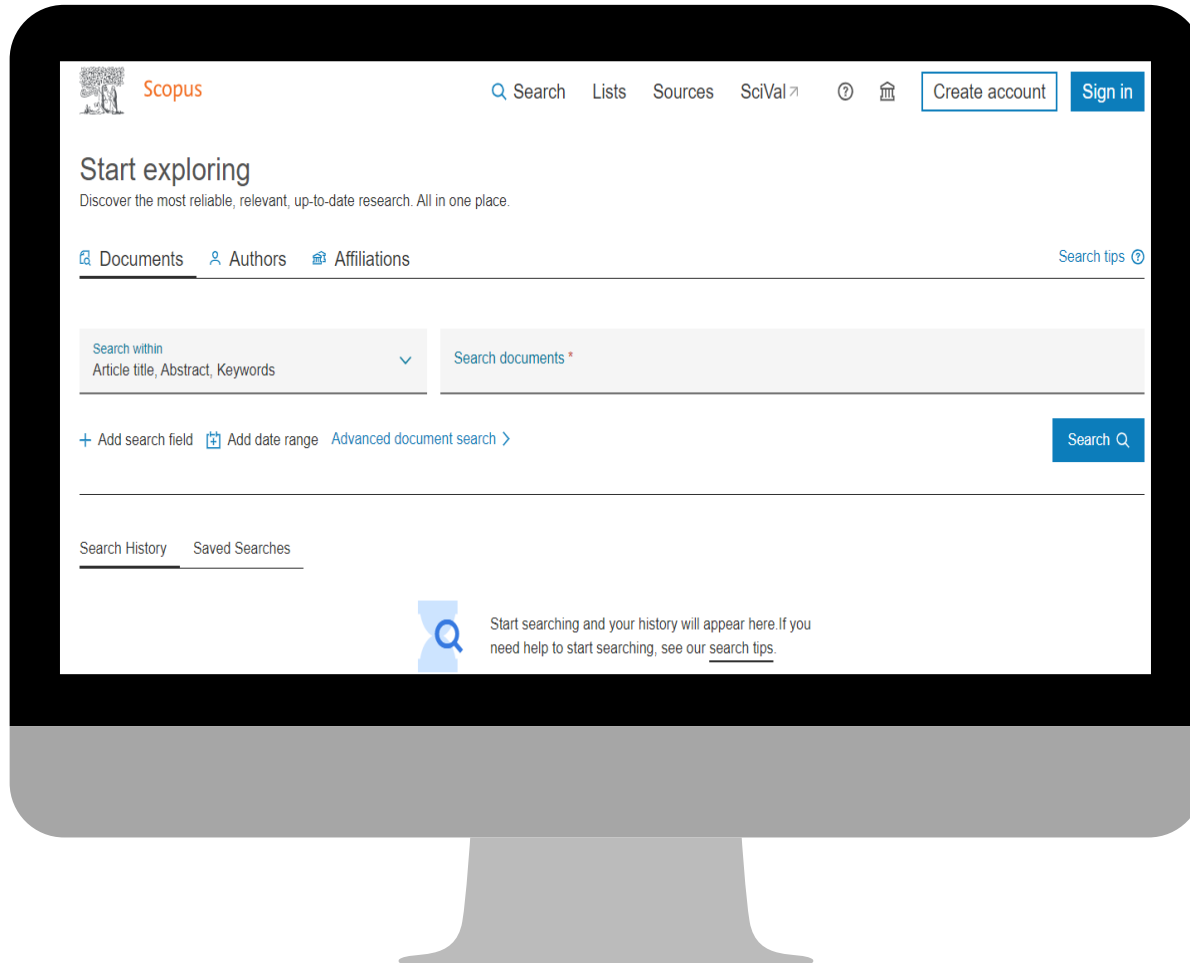 Scopus
Search Lists Sources SciVal Create account Sign in
Start exploring
Discover the most reliable, relevant, up-to-date research. All in one place.
Documents Authors Affiliations Search tips
Search within
Article title, Abstract, Keywords
Search documents *
Add search field Add date range Advanced document search
Search
Search History Saved Searches
Start searching and your history will appear here.If you
need help to start searching, see our search tips.